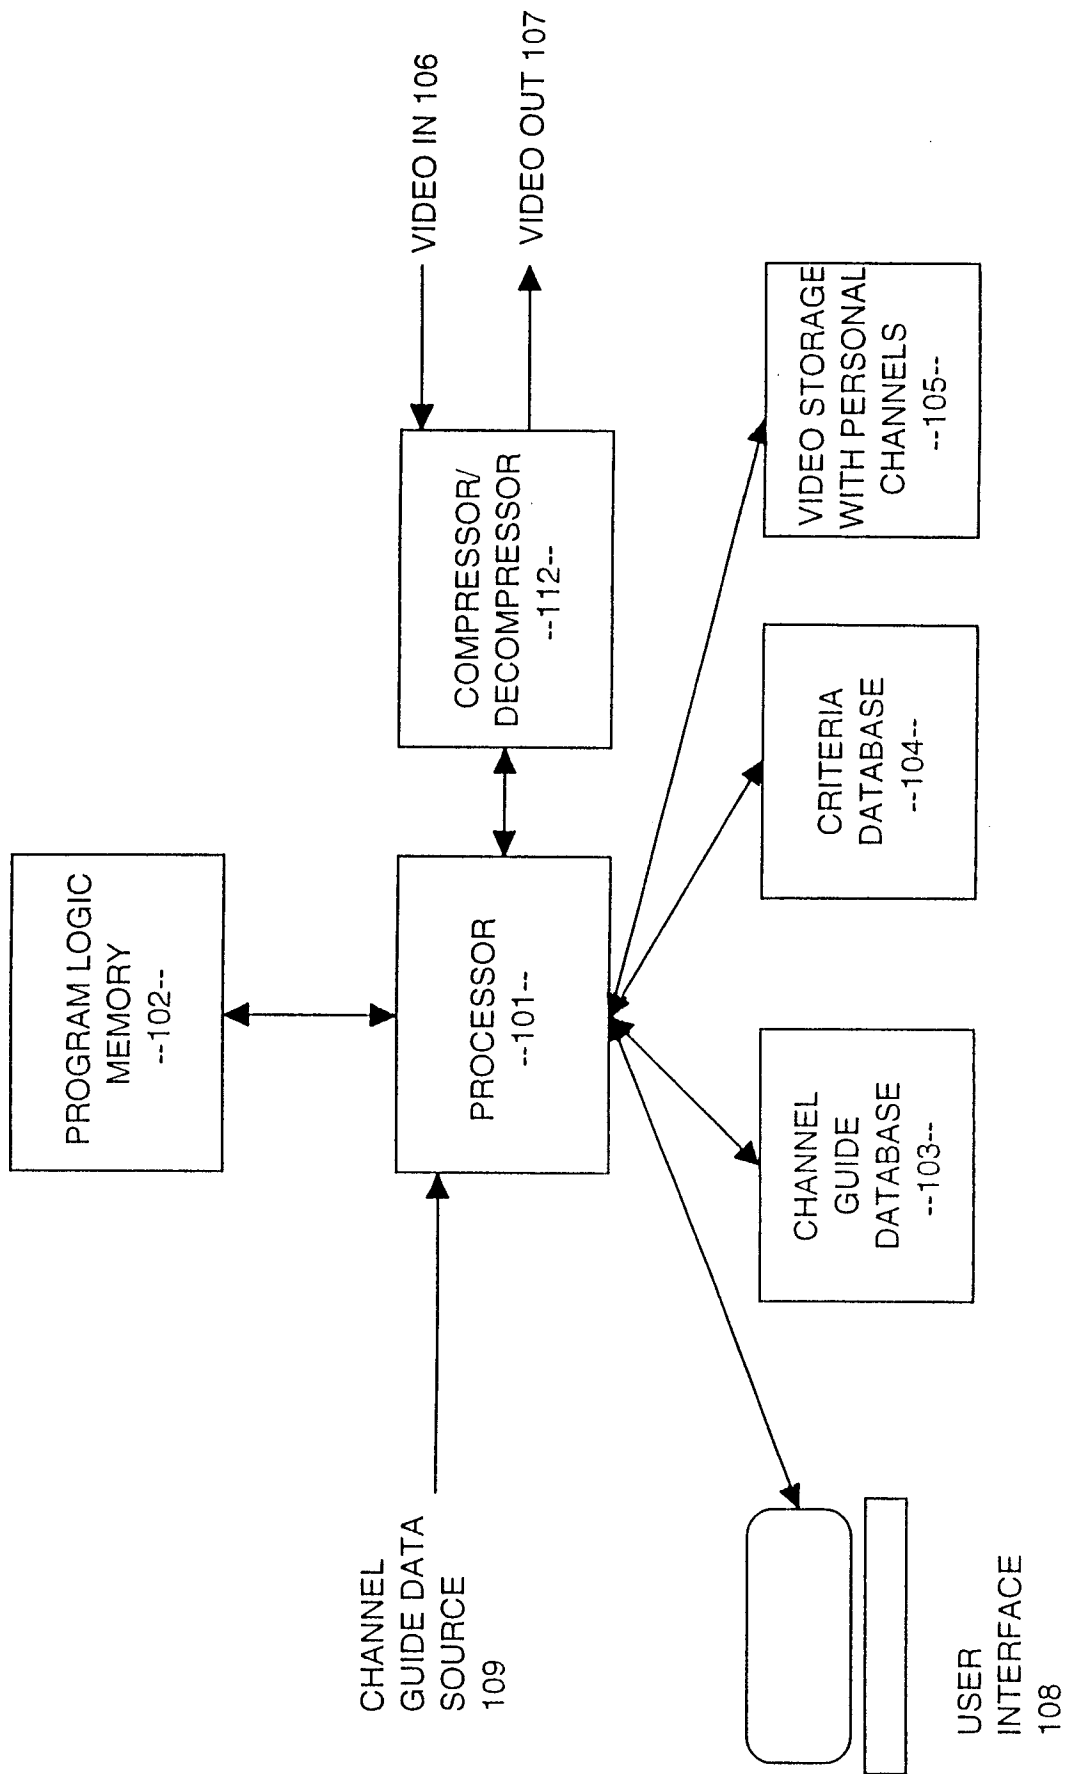 PROGRAM LOGIC
MEMORY
--102--
CHANNEL
GUIDE DATA
SOURCE
109
PROCESSOR
--101--
COMPRESSOR/
DECOMPRESSOR
--112--
VIDEO IN 106
VIDEO OUT 107
USER
INTERFACE
108
CHANNEL
GUIDE
DATABASE
--103--
CRITERIA
DATABASE
--104--
VIDEO STORAGE
WITH PERSONAL
CHANNELS
--105--